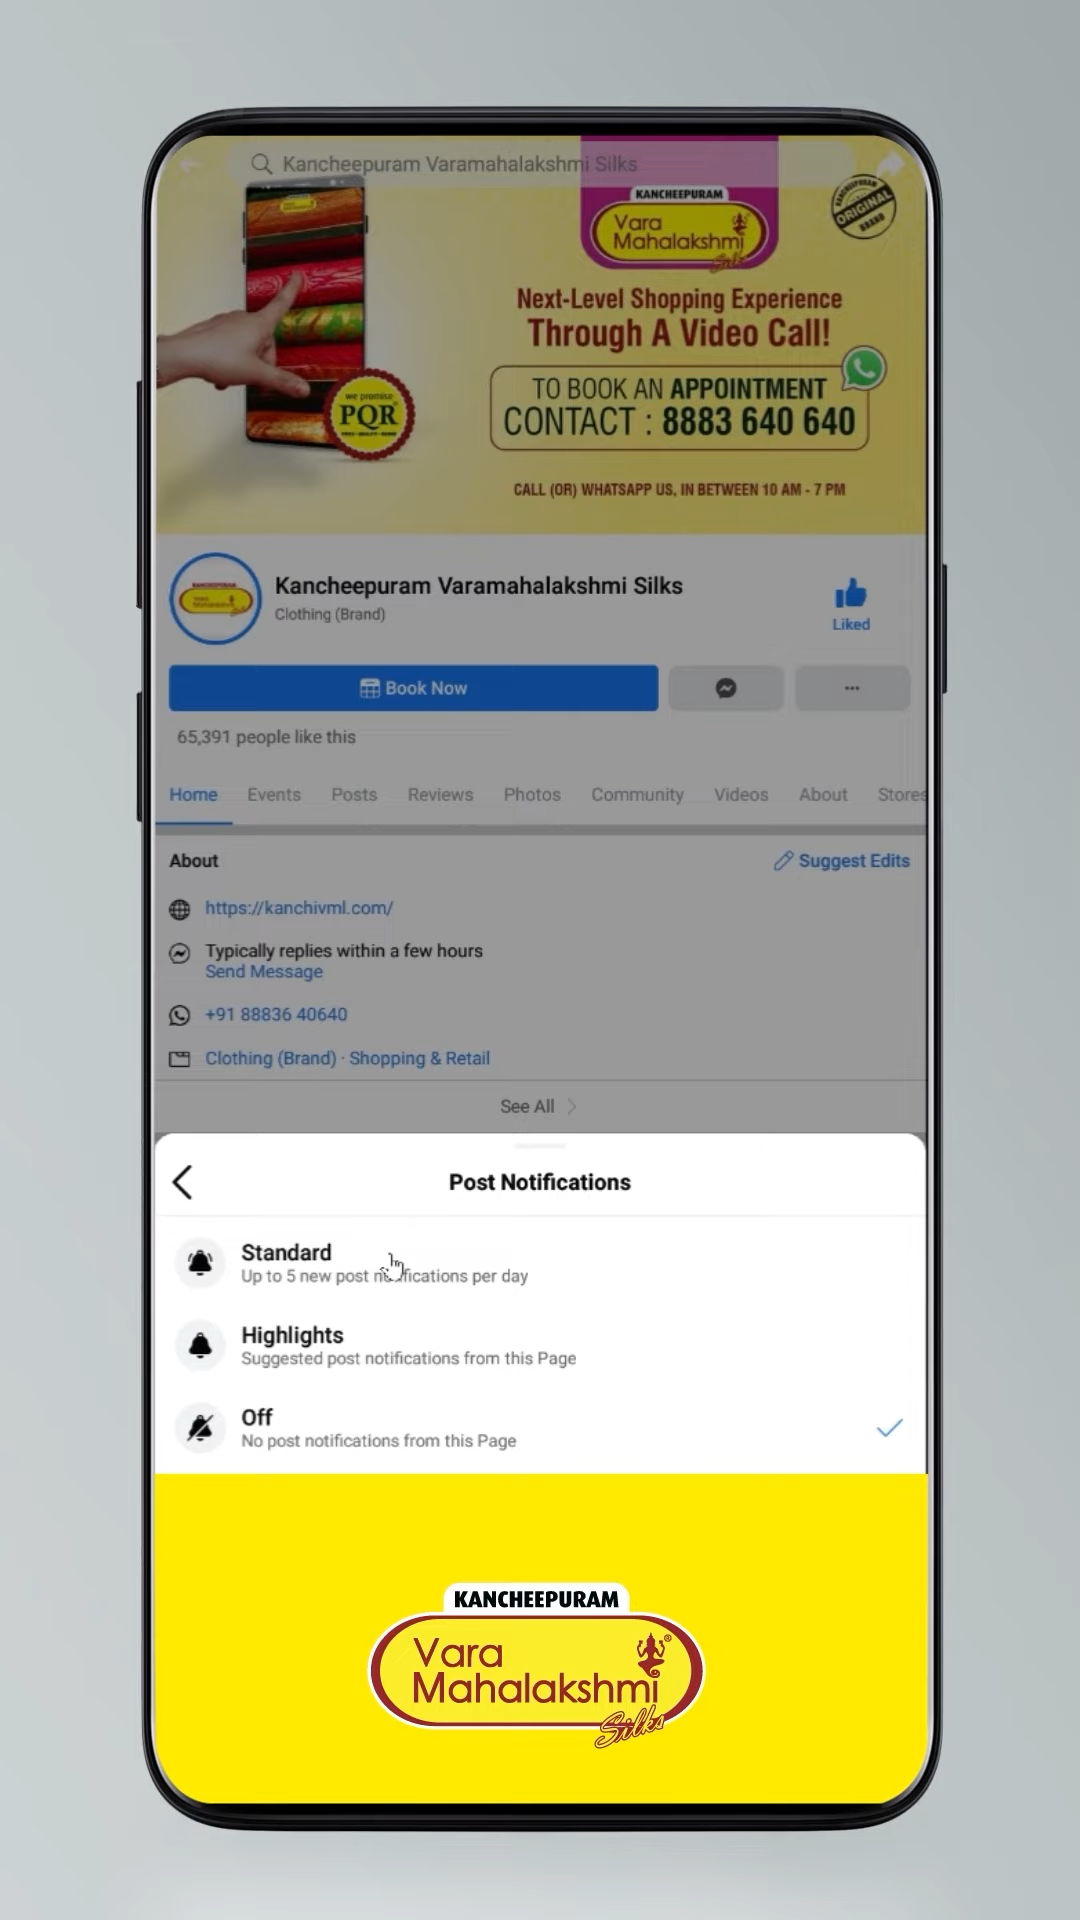 Kancheepuram Varamahalakshmi Silks
KANCHEEPURAM
Vara
Mahalakshmi
Silks
KANCHEEPURAM
ORIGINAL
BRAND
Next-Level Shopping Experience
Through A Video Call!
TO BOOK AN APPOINTMENT
CONTACT : 8883 640 640
CALL (OR) WHATSAPP US, IN BETWEEN 10 AM - 7 PM
we promise
PQR
Kancheepuram Varamahalakshmi Silks
Clothing (Brand)
Liked
Book Now
65,391 people like this
Home Events Posts Reviews Photos Community Videos About Stores
About
Suggest Edits
https://kanchivml.com/
Typically replies within a few hours
Send Message
+91 88836 40640
Clothing (Brand) · Shopping & Retail
See All
Post Notifications
Standard
Up to 5 new post notifications per day
Highlights
Suggested post notifications from this Page
Off
No post notifications from this Page
KANCHEEPURAM
Vara
Mahalakshmi
Silks